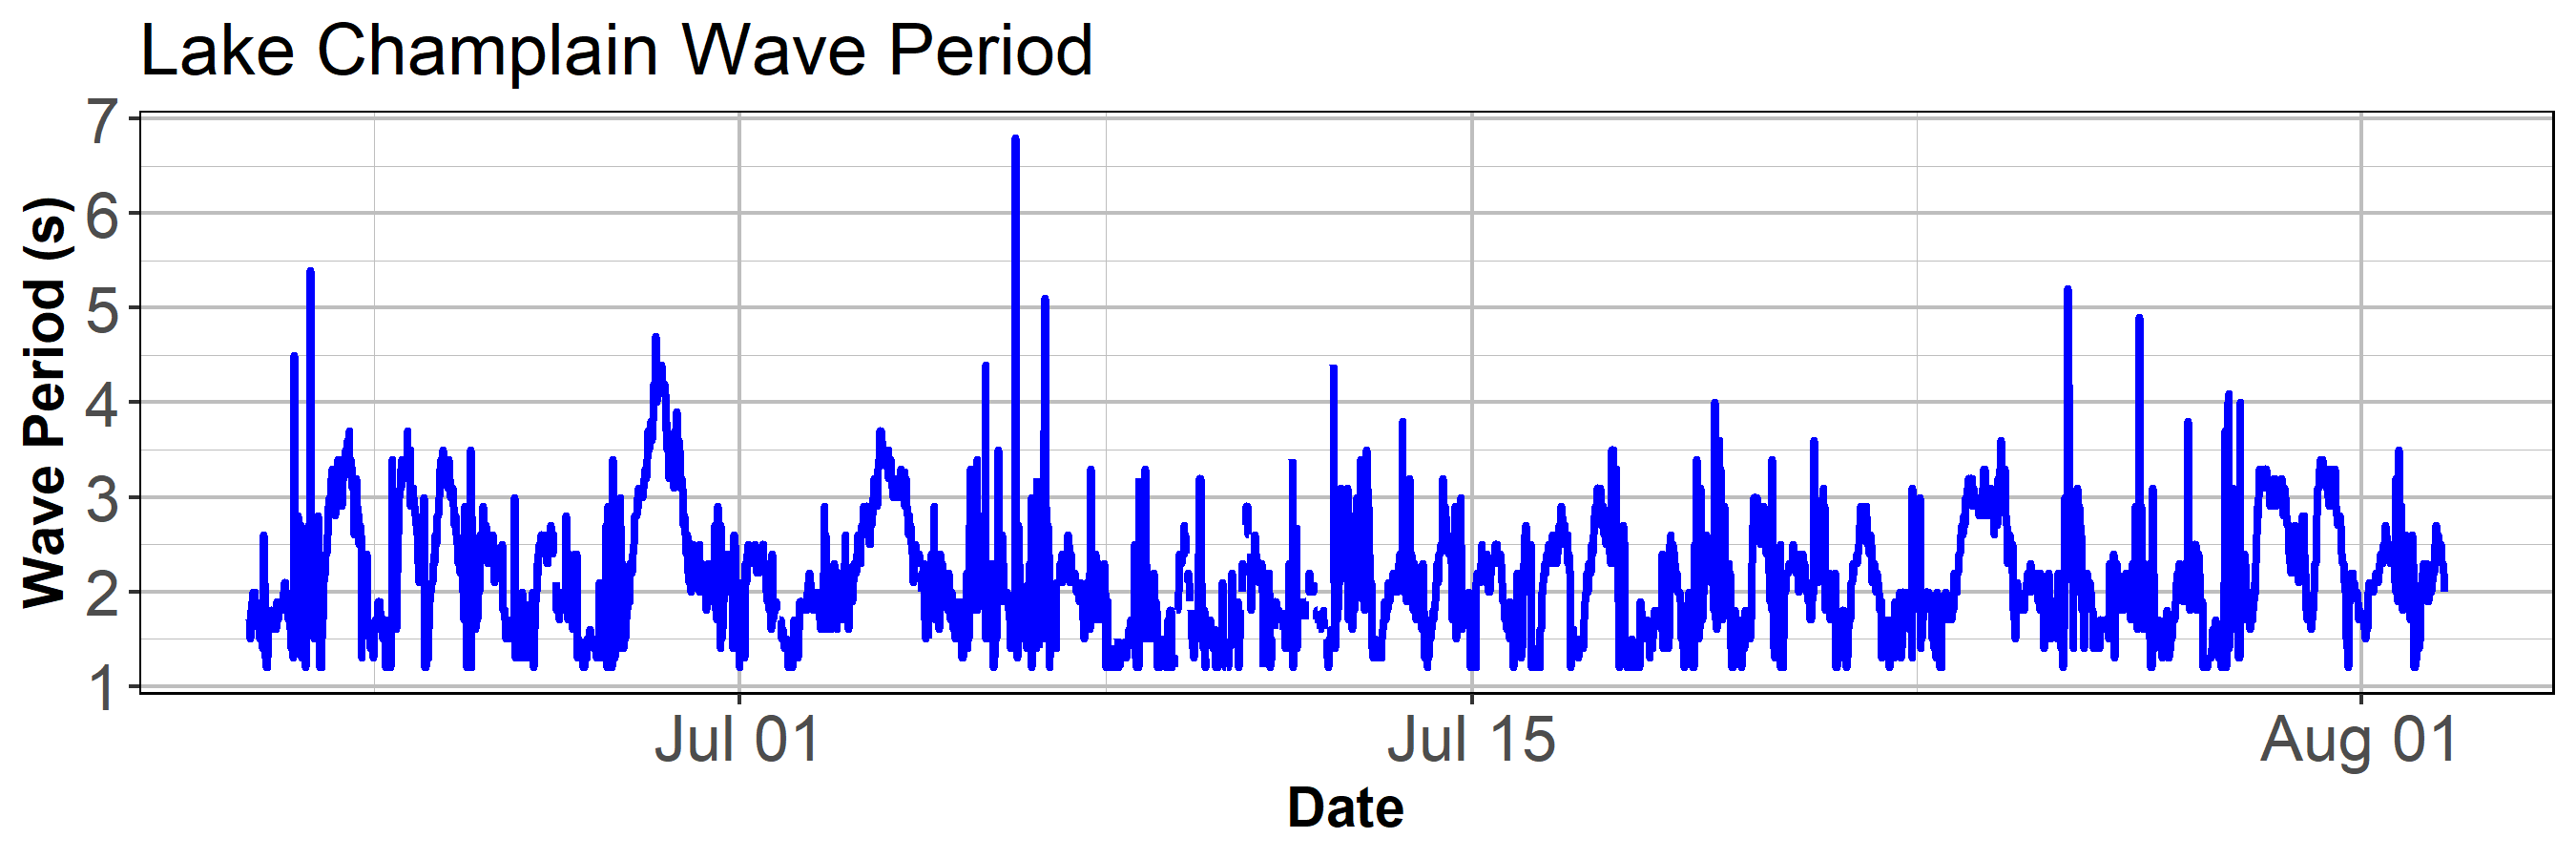 Lake Champlain Wave Period
Wave Period (s)
7
6
5
4
3
2
1
Jul 01
Jul 15
Aug 01
Date